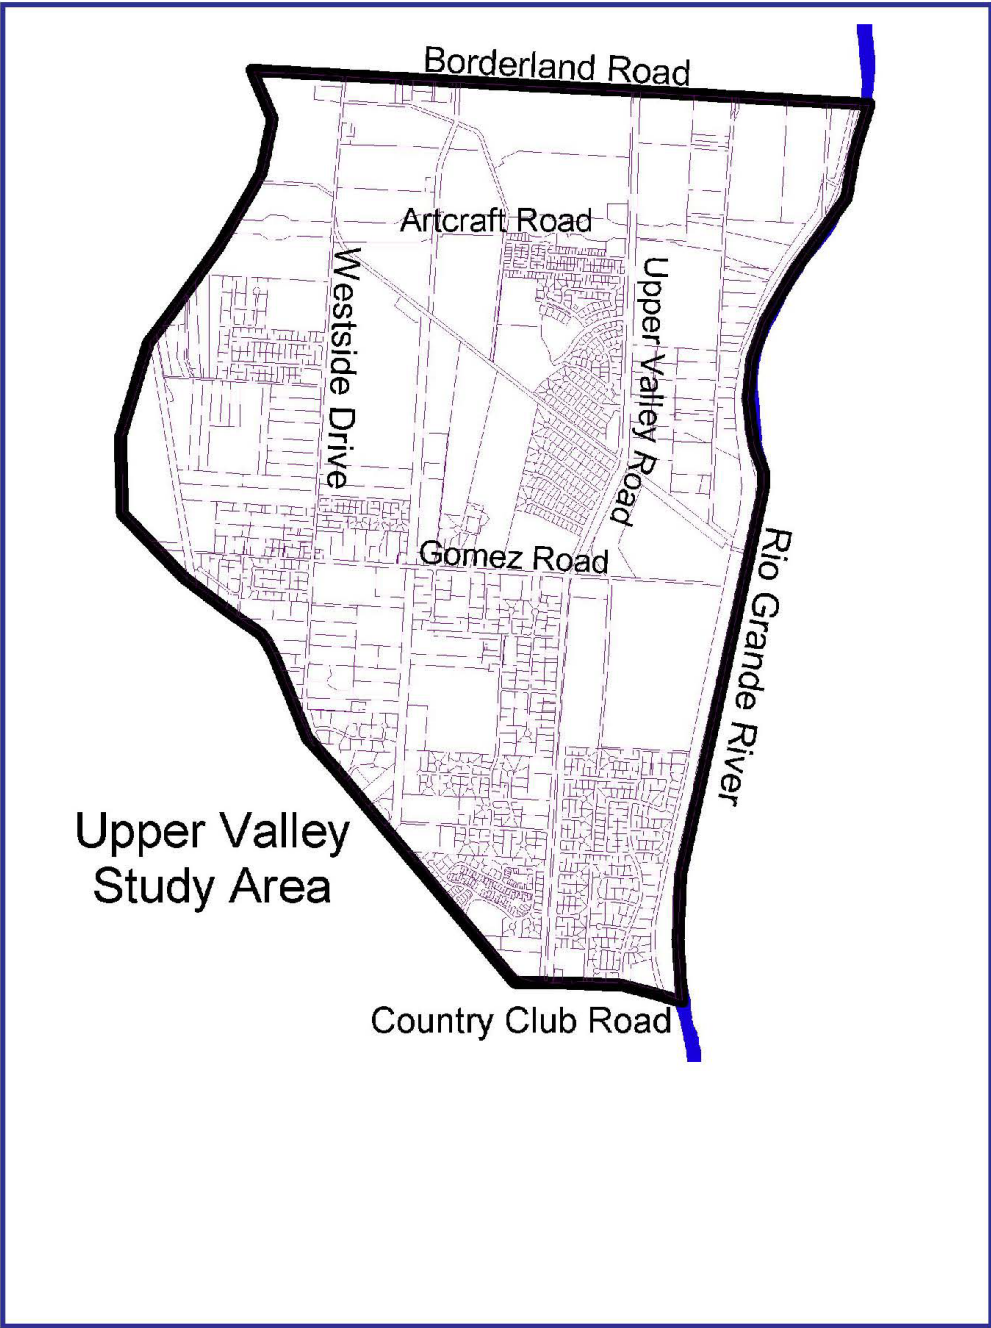 Borderland Road
Artcraft Road
Westside Drive
Upper Valley Road
Gomez Road
Rio Grande River
Upper Valley
Study Area
Country Club Road